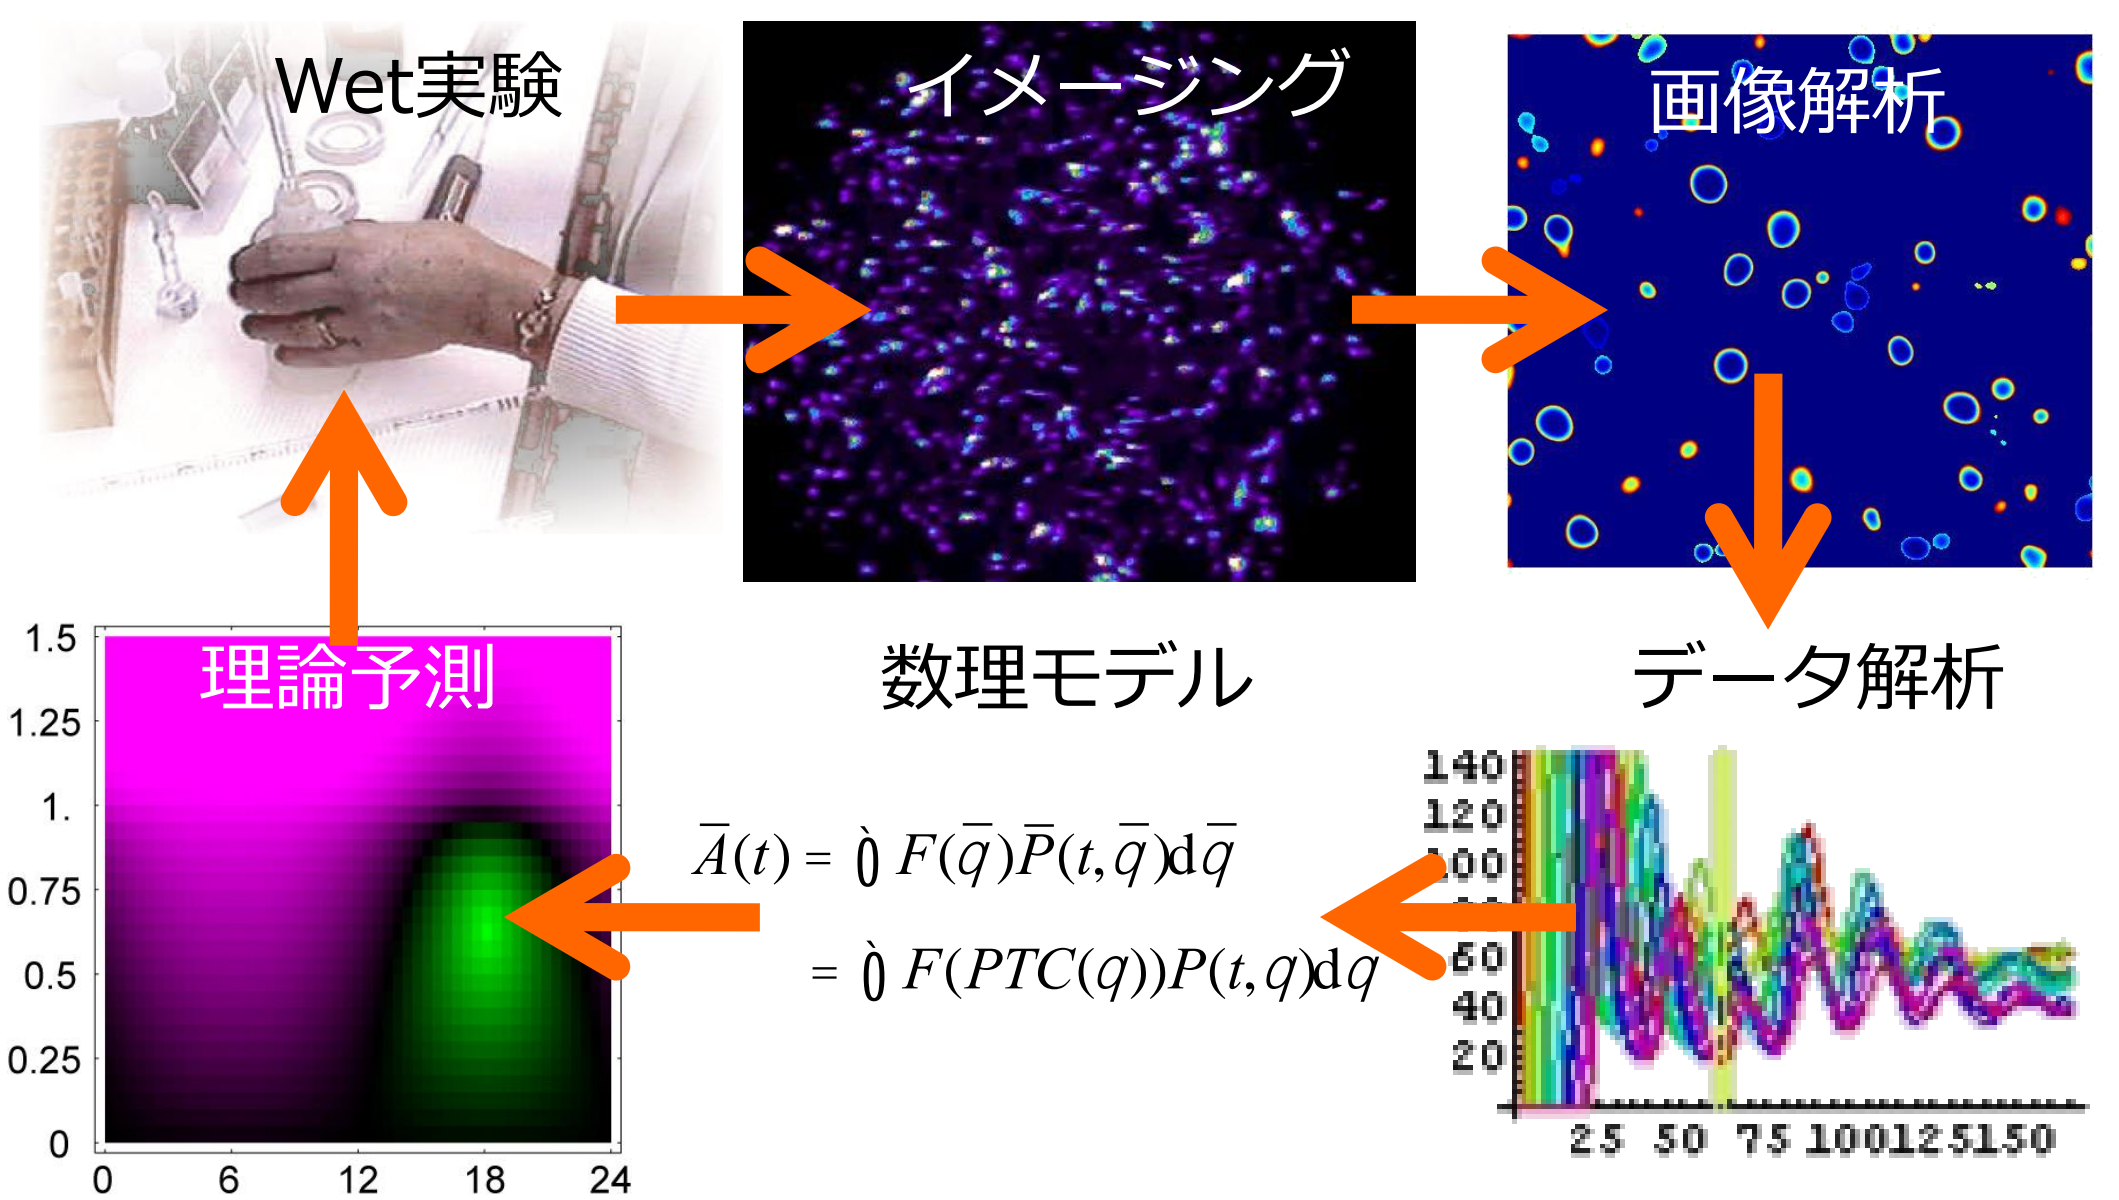 Wet実験
イメージング
画像解析
理論予測
1.5
1.25
1.
0.75
0.5
0.25
0
0 6 12 18 24
数理モデル
A̅(t) = ò F(q̅)P̅(t, q̅)dq̅
= ò F(PTC(q))P(t, q)dq
データ解析
140
120
100
60
40
20
25 50 75 100125150